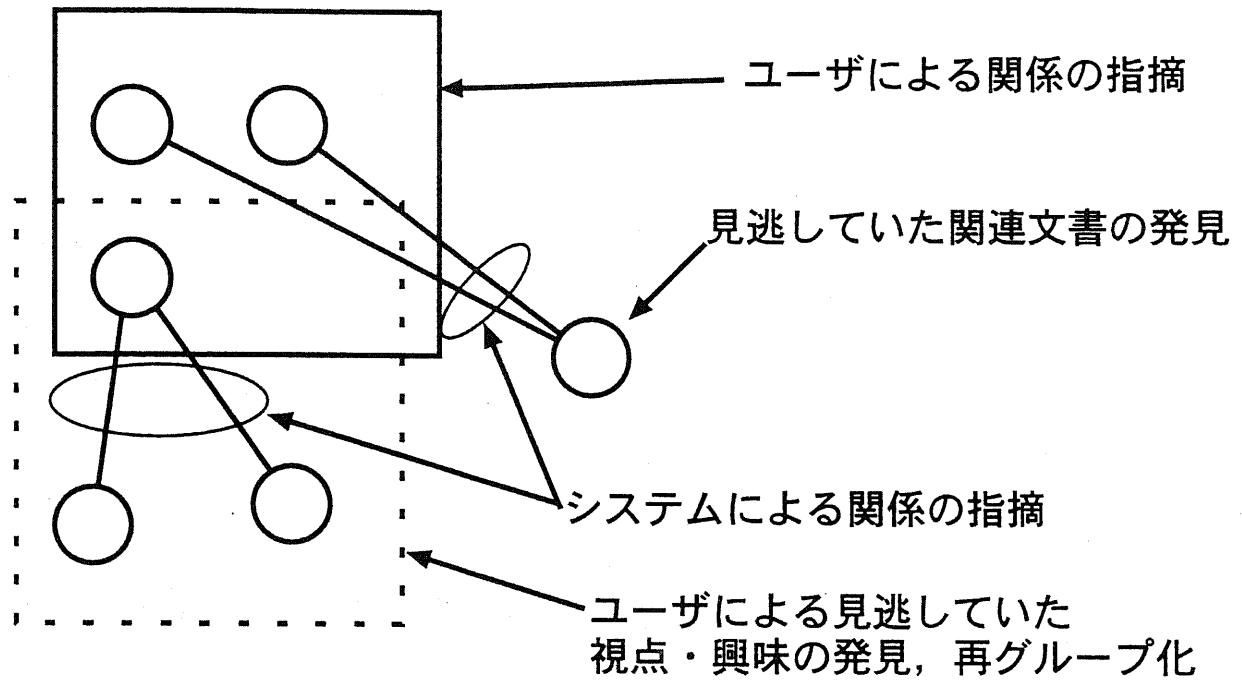 ユーザによる関係の指摘
見逃していた関連文書の発見
システムによる関係の指摘
ユーザによる見逃していた
視点・興味の発見，再グループ化